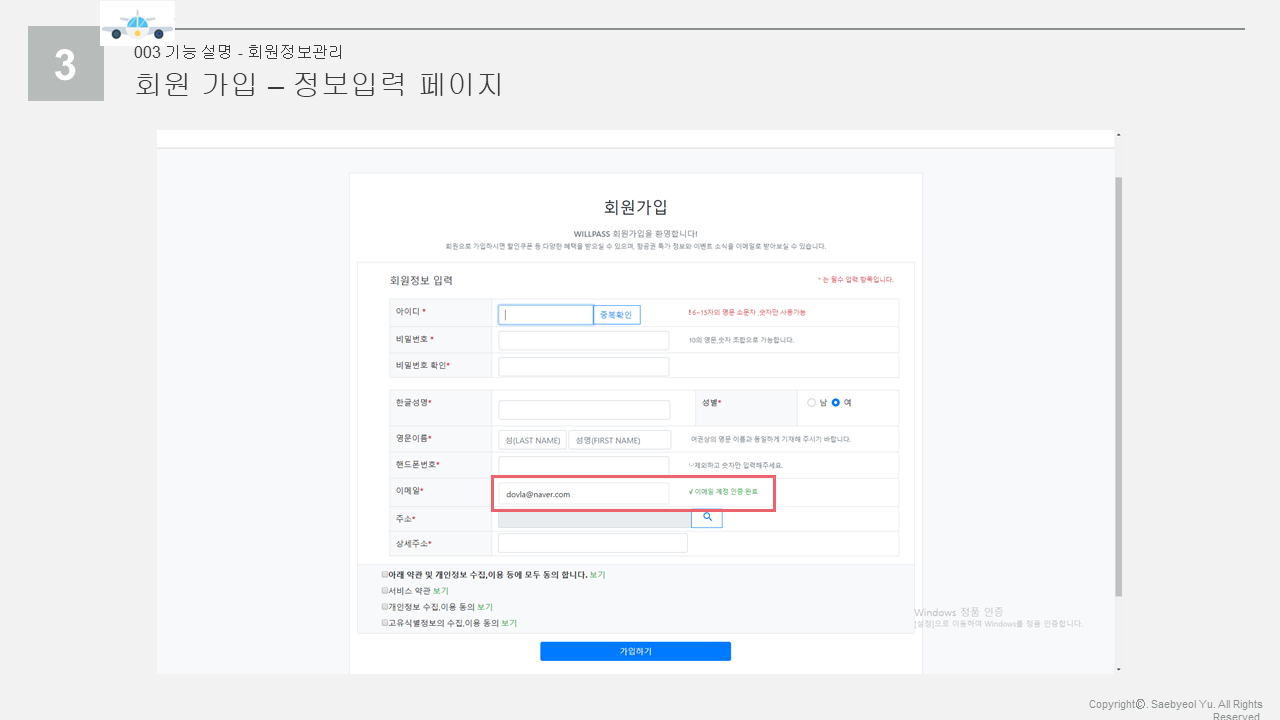 3
003 기능 설명 - 회원정보관리
회원 가입 – 정보입력 페이지
회원가입
WILLPASS 회원가입을 환영합니다!
회원으로 가입하시면 할인쿠폰 등 다양한 혜택을 받으실 수 있으며, 항공권 특가 정보와 이벤트 소식을 이메일로 받아보실 수 있습니다.
회원정보 입력
* 는 필수 입력 항목입니다.
아이디 *
중복확인
! 6~15자의 영문 소문자 ,숫자만 사용가능
비밀번호 *
10의 영문,숫자 조합으로 가능합니다.
비밀번호 확인*
한글성명*
성별*
남 여
영문이름*
성(LAST NAME) 성명(FIRST NAME)
여권상의 영문 이름과 동일하게 기재해 주시기 바랍니다.
핸드폰번호*
'-'제외하고 숫자만 입력해주세요.
이메일*
dovla@naver.com
√ 이메일 계정 인증 완료
주소*
상세주소*
아래 약관 및 개인정보 수집,이용 등에 모두 동의 합니다. 보기
서비스 약관 보기
개인정보 수집,이용 동의 보기
고유식별정보의 수집,이용 동의 보기
가입하기
Windows 정품 인증
[설정]으로 이동하여 Windows를 정품 인증합니다.
Copyright©. Saebyeol Yu. All Rights
Reserved.